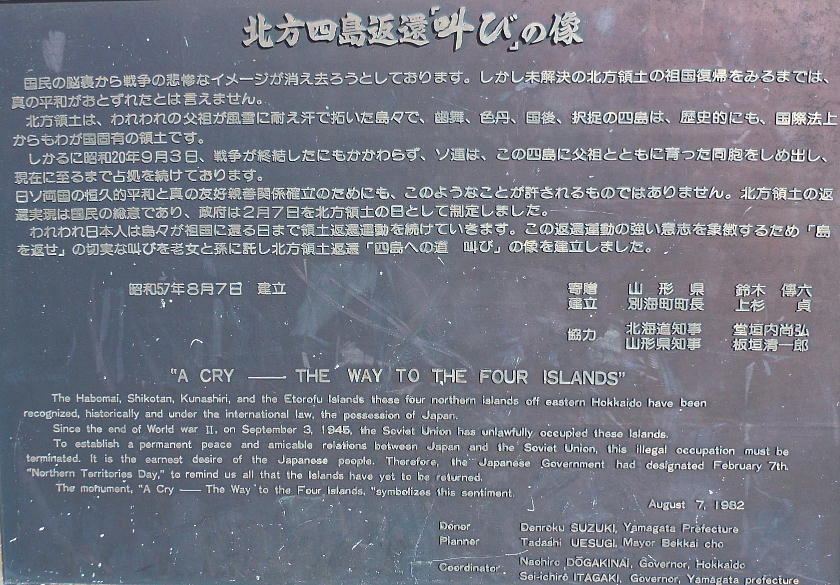 北方四島返還「叫び」の像
国民の脳裏から戦争の悲惨なイメージが消え去ろうとしております。しかし未解決の北方領土の祖国復帰をみるまでは、
真の平和がおとずれたとは言えません。
北方領土は、われわれの父祖が風雪に耐え汗で拓いた島々で、歯舞、色丹、国後、択捉の四島は、歴史的にも、国際法上
からもわが国固有の領土です。
しかるに昭和20年9月3日、戦争が終結したにもかかわらず、ソ連は、この四島に父祖とともに育った同胞をしめ出し、
現在に至るまで占拠を続けております。
日ソ両国の恒久的平和と真の友好親善関係確立のためにも、このようなことが許されるものではありません。北方領土の返
還実現は国民の総意であり、政府は2月7日を北方領土の日として制定しました。
われわれ日本人は島々が祖国に還る日まで領土返還運動を続けていきます。この返還運動の強い意志を象徴するため「島
を返せ」の切実な叫びを老女と孫に託し北方領土返還「四島への道 叫び」の像を建立しました。
昭和57年8月7日 建立
寄贈 山形県 鈴木傳六
建立 別海町町長 上杉貞
協力 北海道知事 堂垣内尚弘
山形県知事 板垣清一郎
"A CRY — THE WAY TO THE FOUR ISLANDS"
The Habomai, Shikotan, Kunashiri, and the Etorofu Islands these four northern islands off eastern Hokkaido have been
recognized, historically and under the international law, the possession of Japan.
Since the end of World war II, on September 3, 1945, the Soviet Union has unlawfully occupied these Islands.
To establish a permanent peace and amicable relations between Japan and the Soviet Union, this illegal occupation must be
terminated. It is the earnest desire of the Japanese people. Therefore, the Japanese Government had designated February 7th
"Northern Territories Day," to remind us all that the Islands have yet to be returned.
The monument, "A Cry — The Way to the Four Islands, "symbolizes this sentiment.
August 7, 1982
Donor Denroku SUZUKI, Yamagata Prefecture
Planner Tadashi UESUGI, Mayor Bekkai cho
Coordinator Naohiro DŌGAKINAI, Governor, Hokkaido
Sei-ichirō ITAGAKI, Governor, Yamagata prefecture